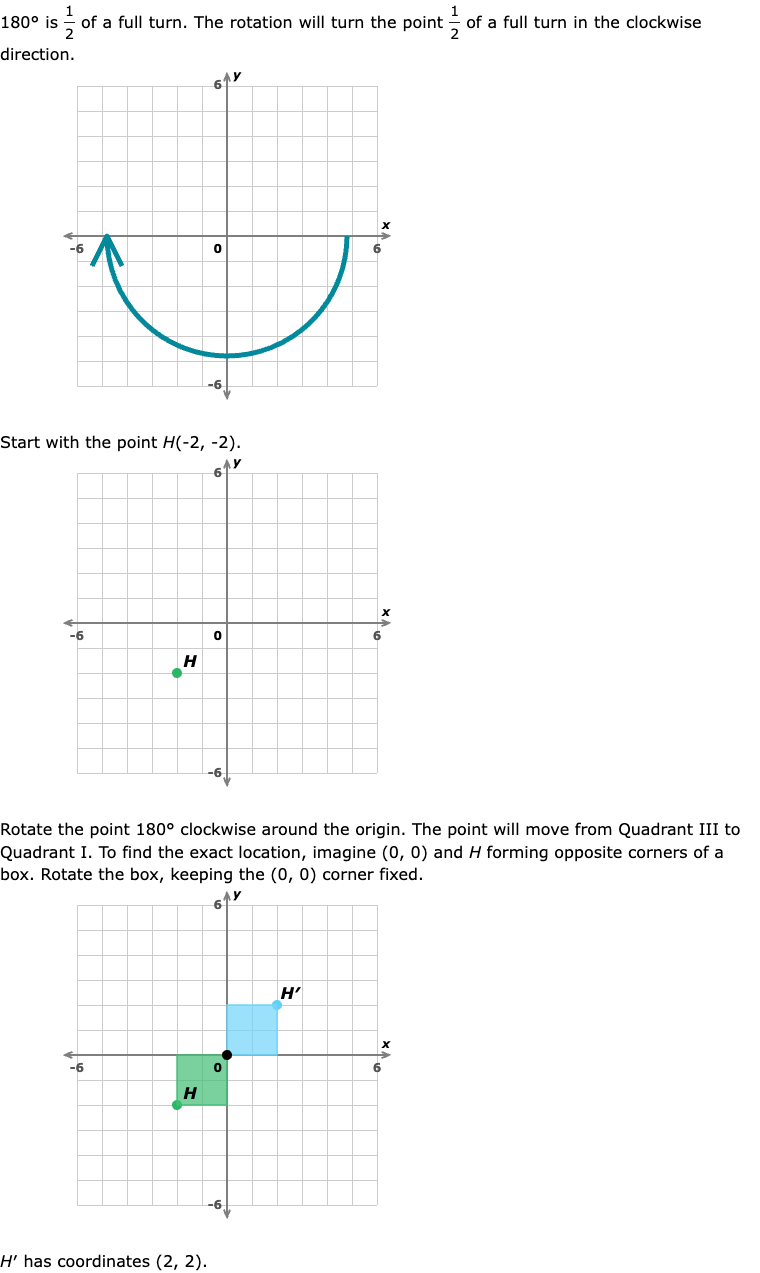 180° is 1/2 of a full turn. The rotation will turn the point 1/2 of a full turn in the clockwise
direction.
6 y
x
-6 0 6
-6
Start with the point H(-2, -2).
6 y
x
-6 0 6
H
-6
Rotate the point 180° clockwise around the origin. The point will move from Quadrant III to
Quadrant I. To find the exact location, imagine (0, 0) and H forming opposite corners of a
box. Rotate the box, keeping the (0, 0) corner fixed.
6 y
H′
x
-6 0 6
H
-6
H′ has coordinates (2, 2).